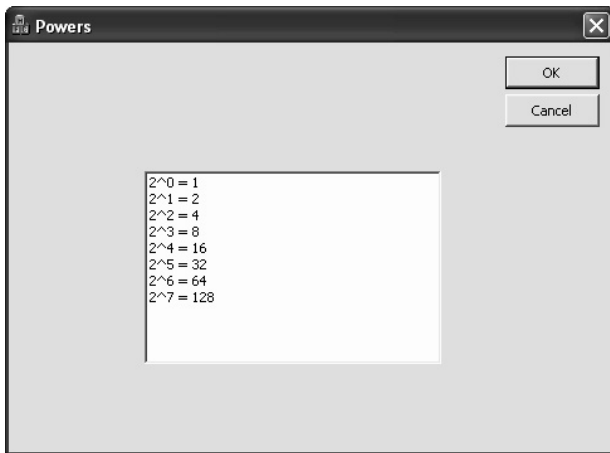 Powers
OK
Cancel
2^0 = 1
2^1 = 2
2^2 = 4
2^3 = 8
2^4 = 16
2^5 = 32
2^6 = 64
2^7 = 128